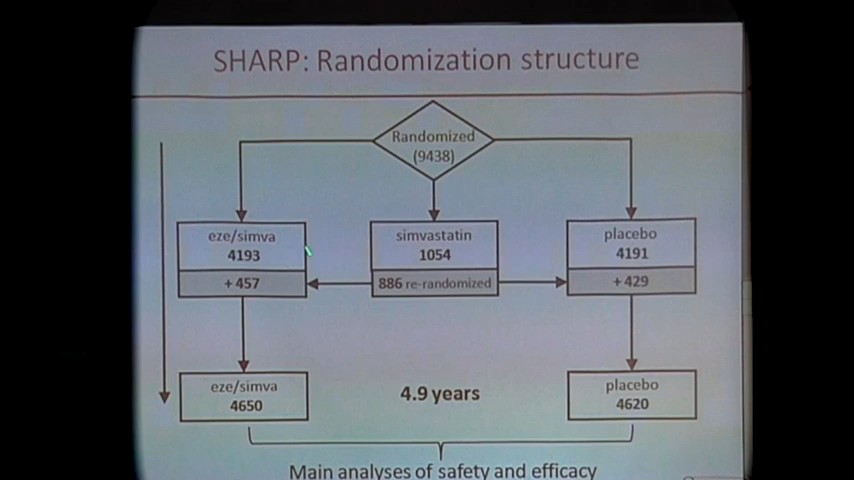 SHARP: Randomization structure
Randomized
(9438)
eze/simva
4193
+ 457
simvastatin
1054
886 re-randomized
placebo
4191
+ 429
eze/simva
4650
4.9 years
placebo
4620
Main analyses of safety and efficacy